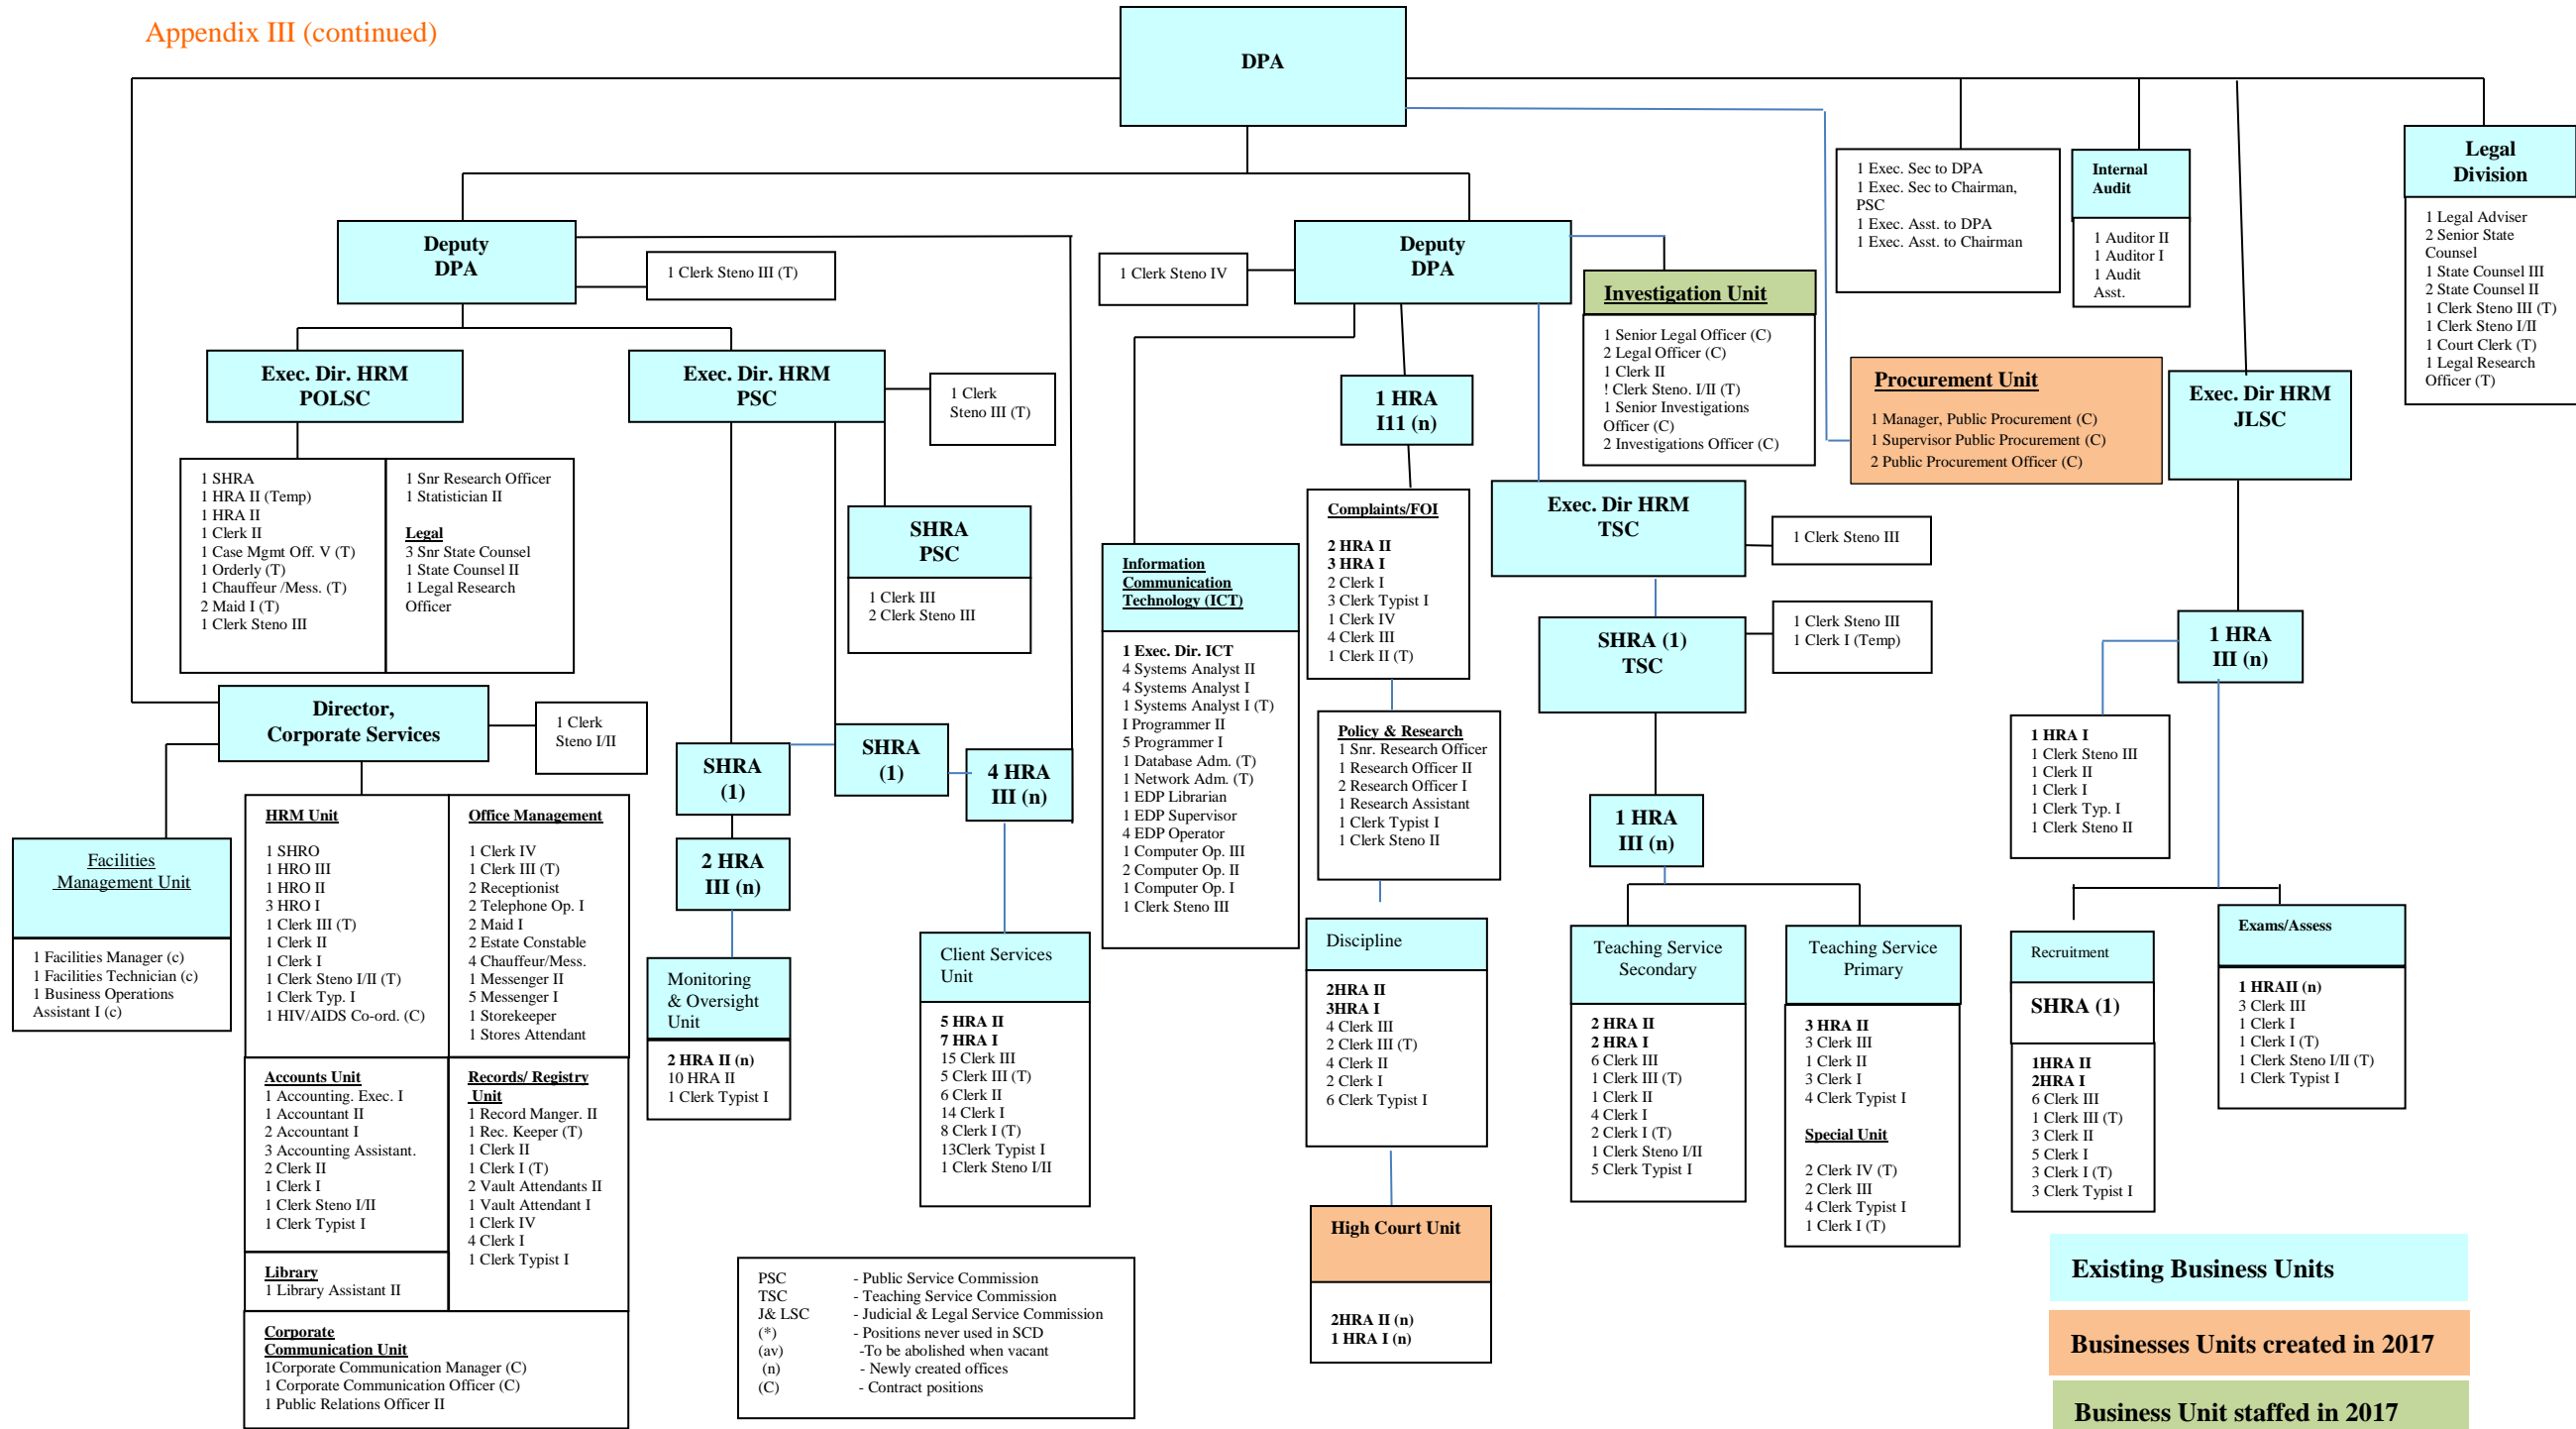 Appendix III (continued)
DPA
1 Exec. Sec to DPA
1 Exec. Sec to Chairman,
PSC
1 Exec. Asst. to DPA
1 Exec. Asst. to Chairman
Internal
Audit
1 Auditor II
1 Auditor I
1 Audit
Asst.
Legal
Division
1 Legal Adviser
2 Senior State
Counsel
1 State Counsel III
2 State Counsel II
1 Clerk Steno III (T)
1 Clerk Steno I/II
1 Court Clerk (T)
1 Legal Research
Officer (T)
Deputy
DPA
1 Clerk Steno III (T)
1 Clerk Steno IV
Deputy
DPA
Investigation Unit
1 Senior Legal Officer (C)
2 Legal Officer (C)
1 Clerk II
! Clerk Steno. I/II (T)
1 Senior Investigations
Officer (C)
2 Investigations Officer (C)
Procurement Unit
1 Manager, Public Procurement (C)
1 Supervisor Public Procurement (C)
2 Public Procurement Officer (C)
Exec. Dir HRM
JLSC
Exec. Dir. HRM
POLSC
Exec. Dir. HRM
PSC
1 Clerk
Steno III (T)
1 HRA
I11 (n)
1 SHRA
1 HRA II (Temp)
1 HRA II
1 Clerk II
1 Case Mgmt Off. V (T)
1 Orderly (T)
1 Chauffeur /Mess. (T)
2 Maid I (T)
1 Clerk Steno III
1 Snr Research Officer
1 Statistician II
Legal
3 Snr State Counsel
1 State Counsel II
1 Legal Research
Officer
SHRA
PSC
1 Clerk III
2 Clerk Steno III
Information
Communication
Technology (ICT)
1 Exec. Dir. ICT
4 Systems Analyst II
4 Systems Analyst I
1 Systems Analyst I (T)
I Programmer II
5 Programmer I
1 Database Adm. (T)
1 Network Adm. (T)
1 EDP Librarian
1 EDP Supervisor
4 EDP Operator
1 Computer Op. III
2 Computer Op. II
1 Computer Op. I
1 Clerk Steno III
Complaints/FOI
2 HRA II
3 HRA I
2 Clerk I
3 Clerk Typist I
1 Clerk IV
4 Clerk III
1 Clerk II (T)
Exec. Dir HRM
TSC
1 Clerk Steno III
SHRA (1)
TSC
1 Clerk Steno III
1 Clerk I (Temp)
1 HRA
III (n)
Director,
Corporate Services
1 Clerk
Steno I/II
SHRA
(1)
SHRA
(1)
4 HRA
III (n)
2 HRA
III (n)
Policy & Research
1 Snr. Research Officer
1 Research Officer II
2 Research Officer I
1 Research Assistant
1 Clerk Typist I
1 Clerk Steno II
1 HRA
III (n)
1 HRA I
1 Clerk Steno III
1 Clerk II
1 Clerk I
1 Clerk Typ. I
1 Clerk Steno II
Facilities
Management Unit
1 Facilities Manager (c)
1 Facilities Technician (c)
1 Business Operations
Assistant I (c)
HRM Unit
1 SHRO
1 HRO III
1 HRO II
3 HRO I
1 Clerk III (T)
1 Clerk II
1 Clerk I
1 Clerk Steno I/II (T)
1 Clerk Typ. I
1 HIV/AIDS Co-ord. (C)
Office Management
1 Clerk IV
1 Clerk III (T)
2 Receptionist
2 Telephone Op. I
2 Maid I
2 Estate Constable
4 Chauffeur/Mess.
1 Messenger II
5 Messenger I
1 Storekeeper
1 Stores Attendant
Accounts Unit
1 Accounting. Exec. I
1 Accountant II
2 Accountant I
3 Accounting Assistant.
2 Clerk II
1 Clerk I
1 Clerk Steno I/II
1 Clerk Typist I
Records/ Registry
Unit
1 Record Manger. II
1 Rec. Keeper (T)
1 Clerk II
1 Clerk I (T)
2 Vault Attendants II
1 Vault Attendant I
1 Clerk IV
4 Clerk I
1 Clerk Typist I
Library
1 Library Assistant II
Corporate
Communication Unit
1Corporate Communication Manager (C)
1 Corporate Communication Officer (C)
1 Public Relations Officer II
Monitoring
& Oversight
Unit
2 HRA II (n)
10 HRA II
1 Clerk Typist I
Client Services
Unit
5 HRA II
7 HRA I
15 Clerk III
5 Clerk III (T)
6 Clerk II
14 Clerk I
8 Clerk I (T)
13Clerk Typist I
1 Clerk Steno I/II
Discipline
2HRA II
3HRA I
4 Clerk III
2 Clerk III (T)
4 Clerk II
2 Clerk I
6 Clerk Typist I
High Court Unit
2HRA II (n)
1 HRA I (n)
Teaching Service
Secondary
2 HRA II
2 HRA I
6 Clerk III
1 Clerk III (T)
1 Clerk II
4 Clerk I
2 Clerk I (T)
1 Clerk Steno I/II
5 Clerk Typist I
Teaching Service
Primary
3 HRA II
3 Clerk III
1 Clerk II
3 Clerk I
4 Clerk Typist I
Special Unit
2 Clerk IV (T)
2 Clerk III
4 Clerk Typist I
1 Clerk I (T)
Recruitment
SHRA (1)
1HRA II
2HRA I
6 Clerk III
1 Clerk III (T)
3 Clerk II
5 Clerk I
3 Clerk I (T)
3 Clerk Typist I
Exams/Assess
1 HRAII (n)
3 Clerk III
1 Clerk I
1 Clerk I (T)
1 Clerk Steno I/II (T)
1 Clerk Typist I
PSC - Public Service Commission
TSC - Teaching Service Commission
J& LSC - Judicial & Legal Service Commission
(*) - Positions never used in SCD
(av) -To be abolished when vacant
(n) - Newly created offices
(C) - Contract positions
Existing Business Units
Businesses Units created in 2017
Business Unit staffed in 2017